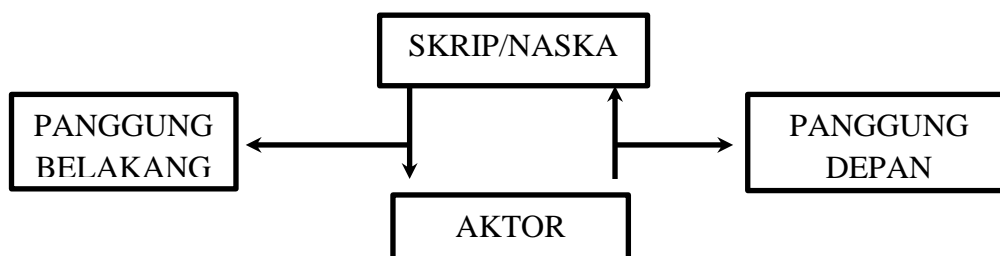 SKRIP/NASKA
PANGGUNG
BELAKANG
PANGGUNG
DEPAN
AKTOR